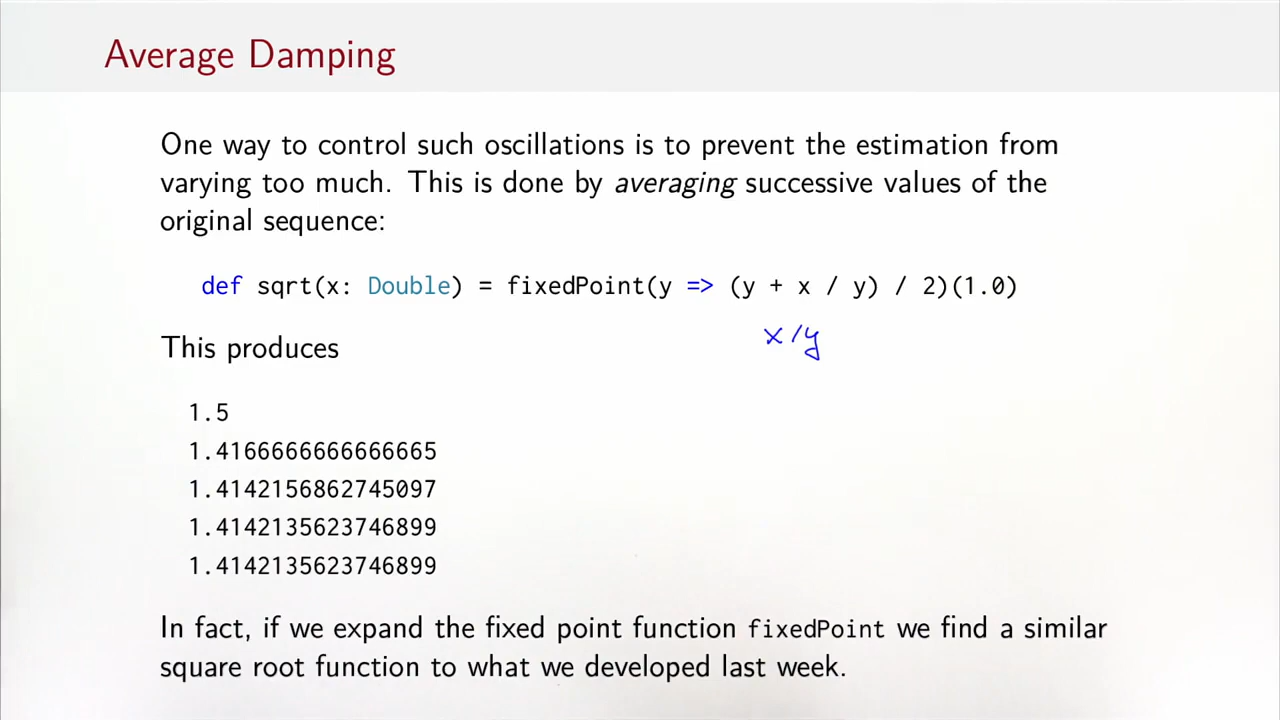 Average Damping
One way to control such oscillations is to prevent the estimation from
varying too much. This is done by averaging successive values of the
original sequence:
def sqrt(x: Double) = fixedPoint(y => (y + x / y) / 2)(1.0)
x/y
This produces
1.5
1.4166666666666665
1.4142156862745097
1.4142135623746899
1.4142135623746899
In fact, if we expand the fixed point function fixedPoint we find a similar
square root function to what we developed last week.